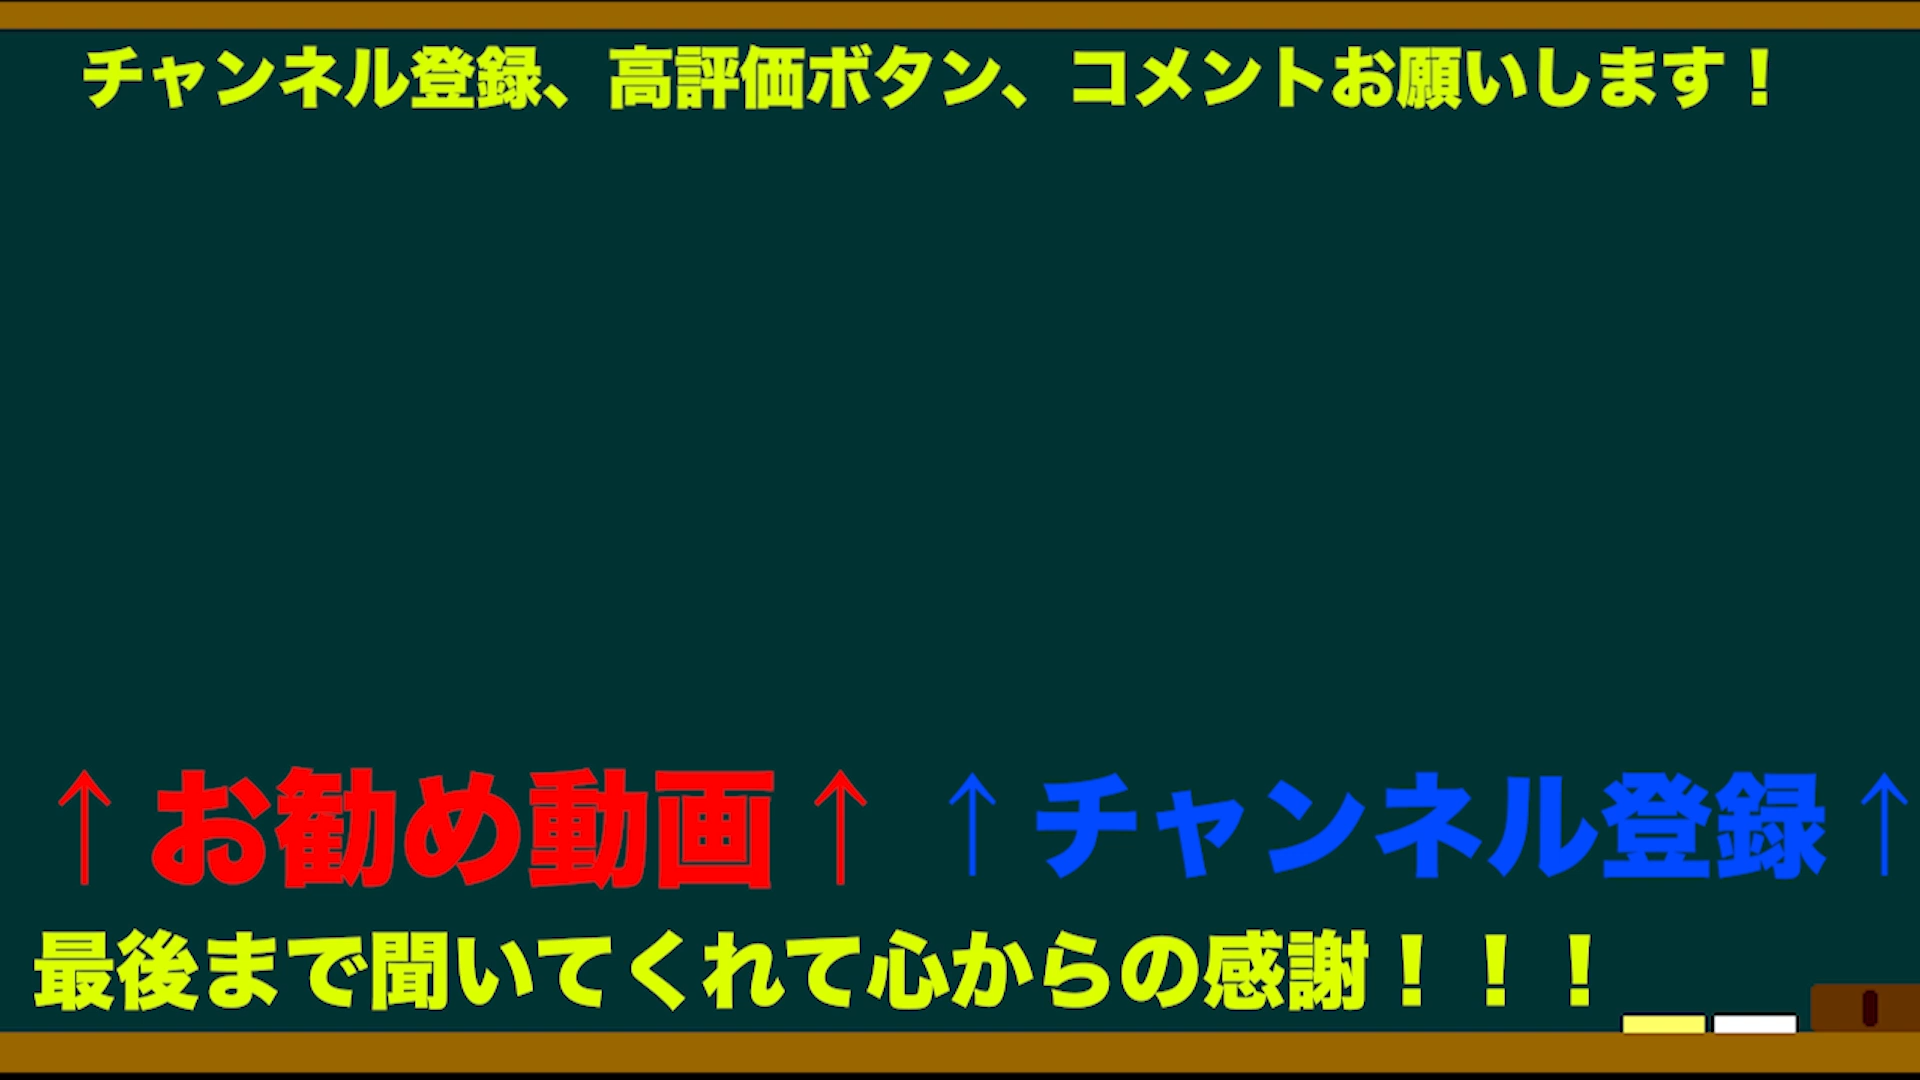 チャンネル登録、高評価ボタン、コメントお願いします！
↑お勧め動画↑ ↑チャンネル登録↑
最後まで聞いてくれて心からの感謝！！！